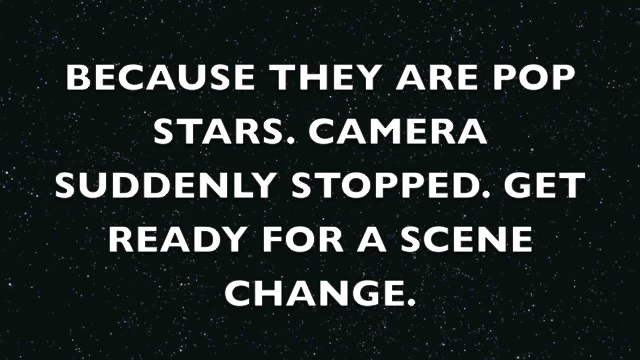 BECAUSE THEY ARE POP
STARS. CAMERA
SUDDENLY STOPPED. GET
READY FOR A SCENE
CHANGE.